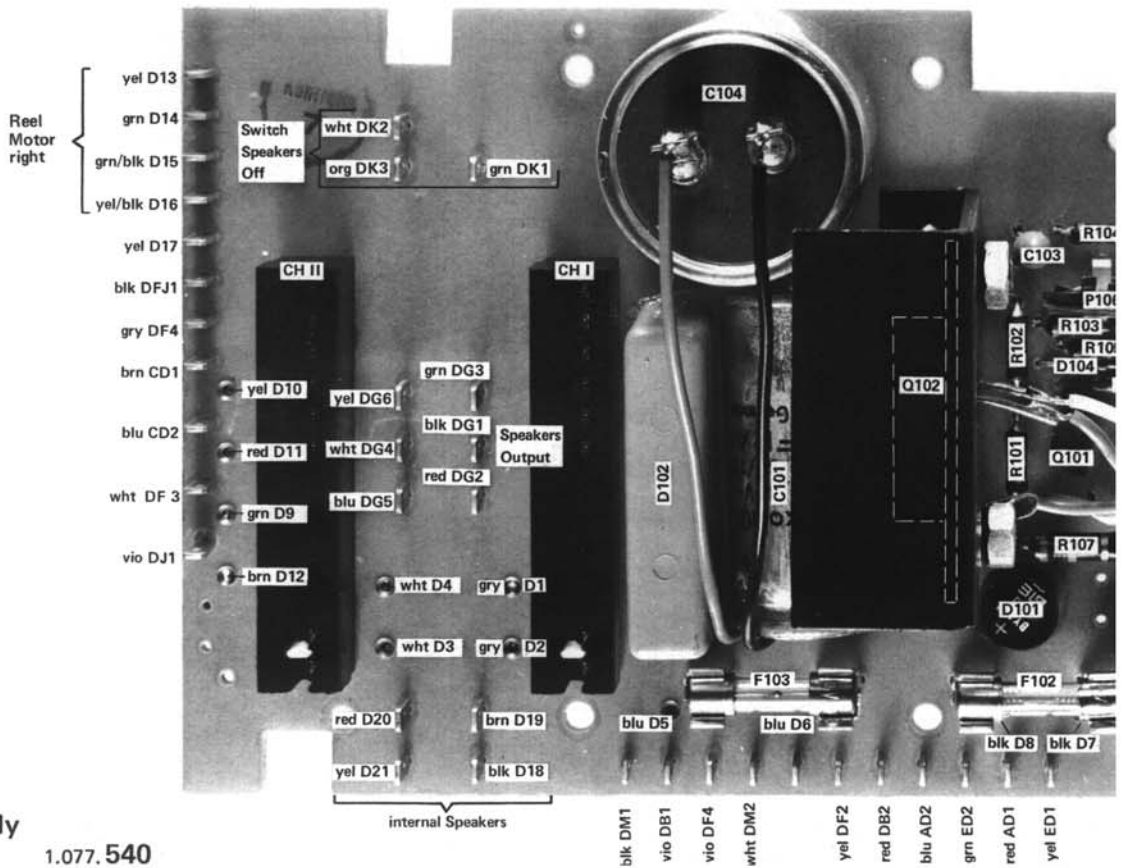 Reel
Motor
right
yel D13
grn D14
grn/blk D15
yel/blk D16
yel D17
blk DFJ1
gry DF4
brn CD1
blu CD2
wht DF 3
vio DJ1
Switch
Speakers
Off
wht DK2
org DK3
grn DK1
C104
CH II
CH I
yel D10
red D11
grn D9
brn D12
yel DG6
wht DG4
blu DG5
grn DG3
blk DG1
red DG2
Speakers
Output
wht D4
gry D1
wht D3
gry D2
red D20
brn D19
yel D21
blk D18
internal Speakers
D102
C101
Q102
R104
C103
P106
R103
R102
D104
R101
Q101
R107
D101
F103
F102
blu D5
blu D6
blk D8
blk D7
blk DM1
vio DB1
vio DF4
wht DM2
yel DF2
red DB2
blu AD2
grn ED2
red AD1
yel ED1
1.077.540